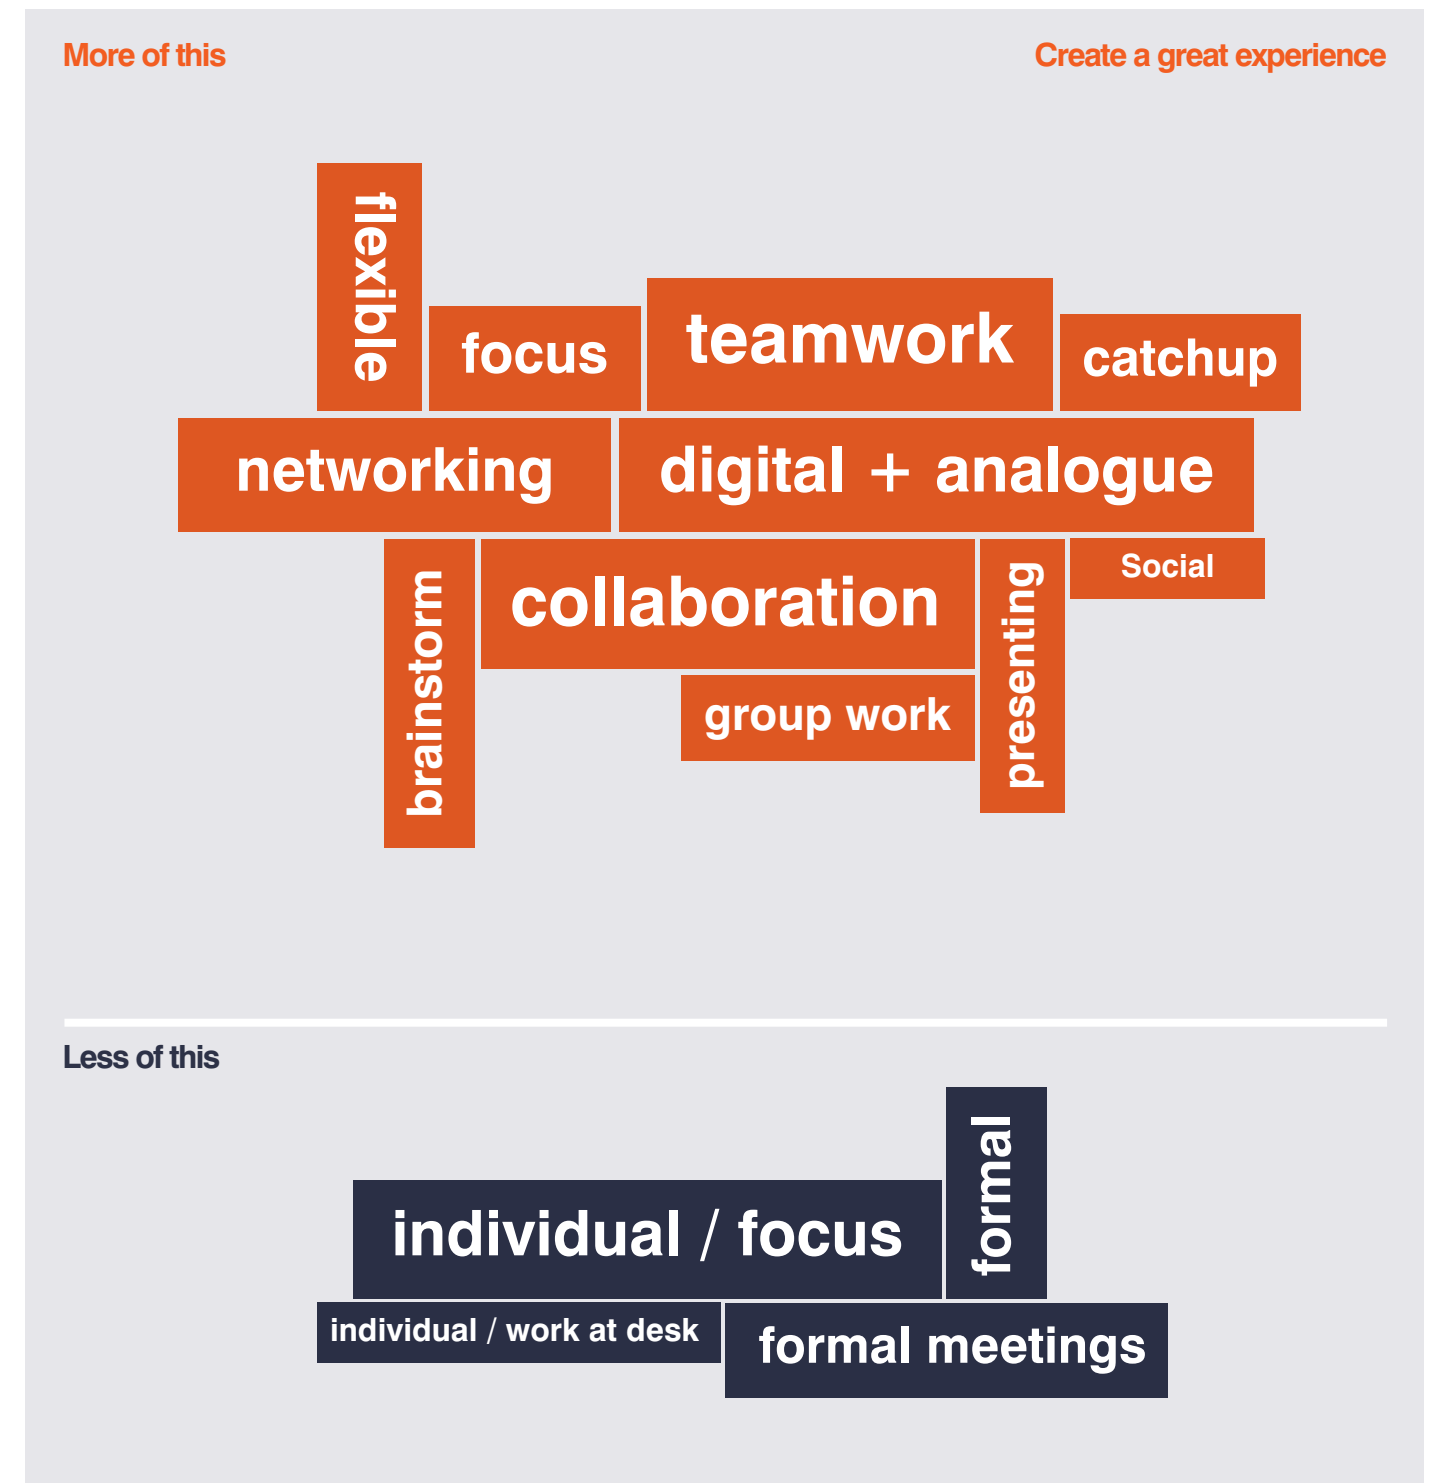 More of this
Create a great experience
flexible
focus
teamwork
catchup
networking
digital + analogue
brainstorm
collaboration
presenting
Social
group work
Less of this
individual / focus
formal
individual / work at desk
formal meetings